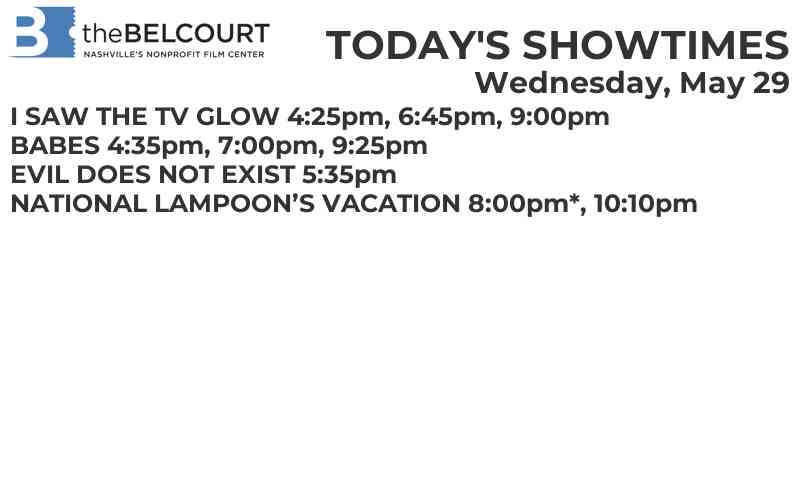 B theBELCOURT
NASHVILLE'S NONPROFIT FILM CENTER
TODAY'S SHOWTIMES
Wednesday, May 29
I SAW THE TV GLOW 4:25pm, 6:45pm, 9:00pm
BABES 4:35pm, 7:00pm, 9:25pm
EVIL DOES NOT EXIST 5:35pm
NATIONAL LAMPOON’S VACATION 8:00pm*, 10:10pm